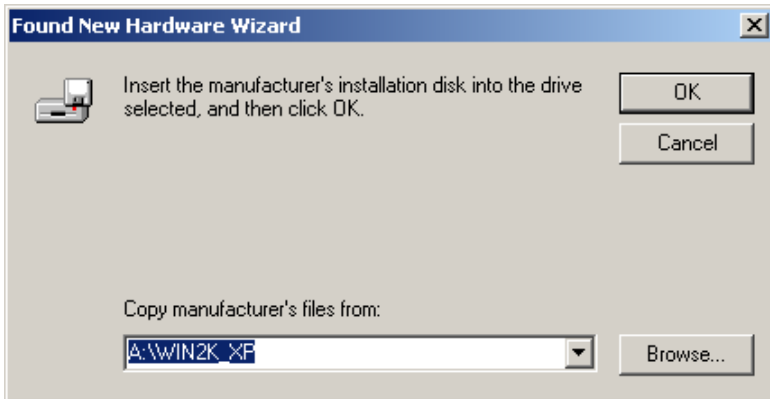 Found New Hardware Wizard
Insert the manufacturer's installation disk into the drive
selected, and then click OK.
OK
Cancel
Copy manufacturer's files from:
A:\WIN2K_XP
Browse...